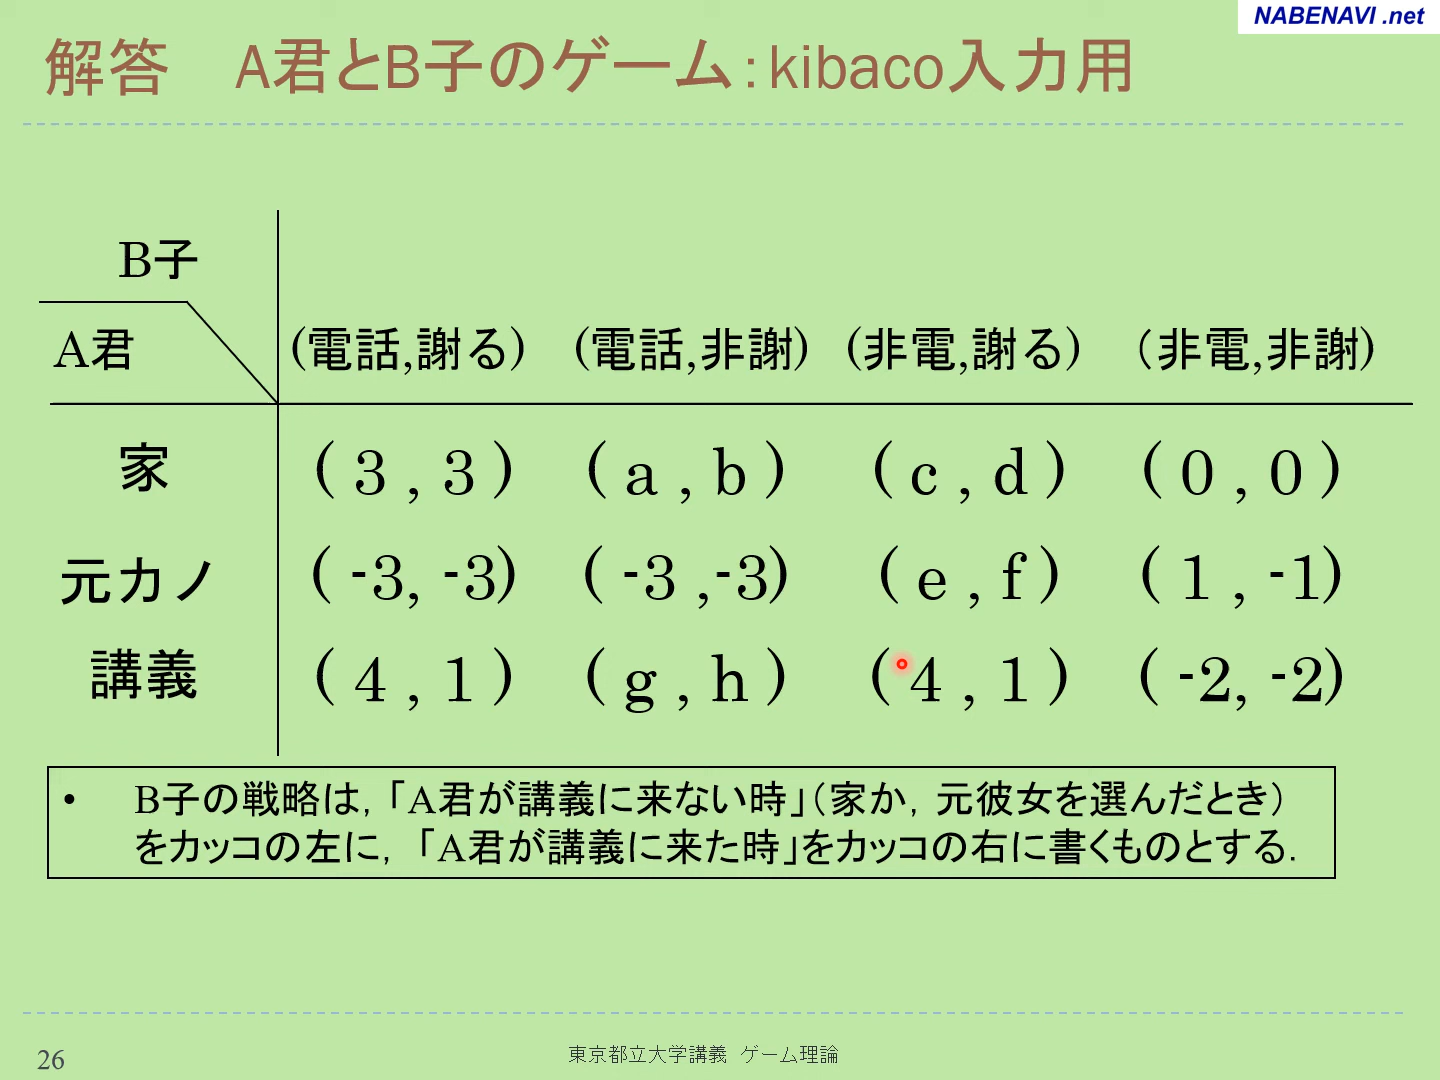 NABENAVI .net
解答　A君とB子のゲーム：kibaco入力用
B子
A君 (電話,謝る) (電話,非謝) (非電,謝る) (非電,非謝)
家 ( 3 , 3 ) ( a , b ) ( c , d ) ( 0 , 0 )
元カノ ( -3, -3) ( -3 ,-3) ( e , f ) ( 1 , -1)
講義 ( 4 , 1 ) ( g , h ) ( 4 , 1 ) ( -2, -2)
• B子の戦略は，「A君が講義に来ない時」（家か，元彼女を選んだとき）
をカッコの左に，「A君が講義に来た時」をカッコの右に書くものとする．
26
東京都立大学講義 ゲーム理論